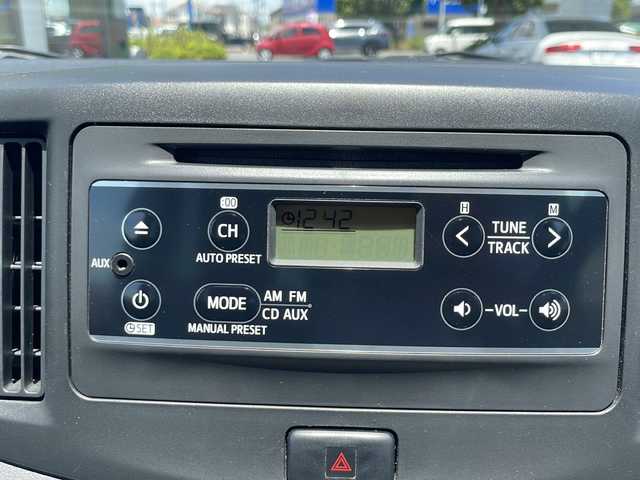 :00
CH
AUTO PRESET
12 42
H
TUNE
TRACK
M
AUX
SET
MODE
AM FM
CD AUX
MANUAL PRESET
-VOL-